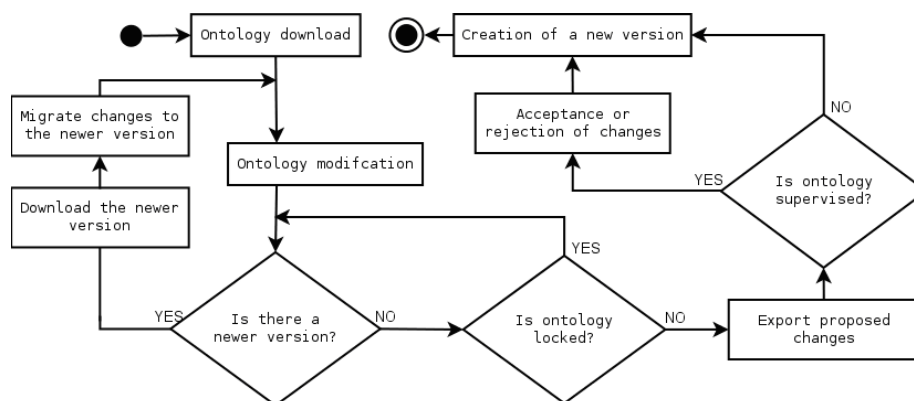 Ontology download
Creation of a new version
Migrate changes to
the newer version
Acceptance or
rejection of changes
NO
Ontology modifcation
YES
Is ontology
supervised?
Download the newer
version
YES
YES
Is there a
newer version?
NO
Is ontology
locked?
NO
Export proposed
changes